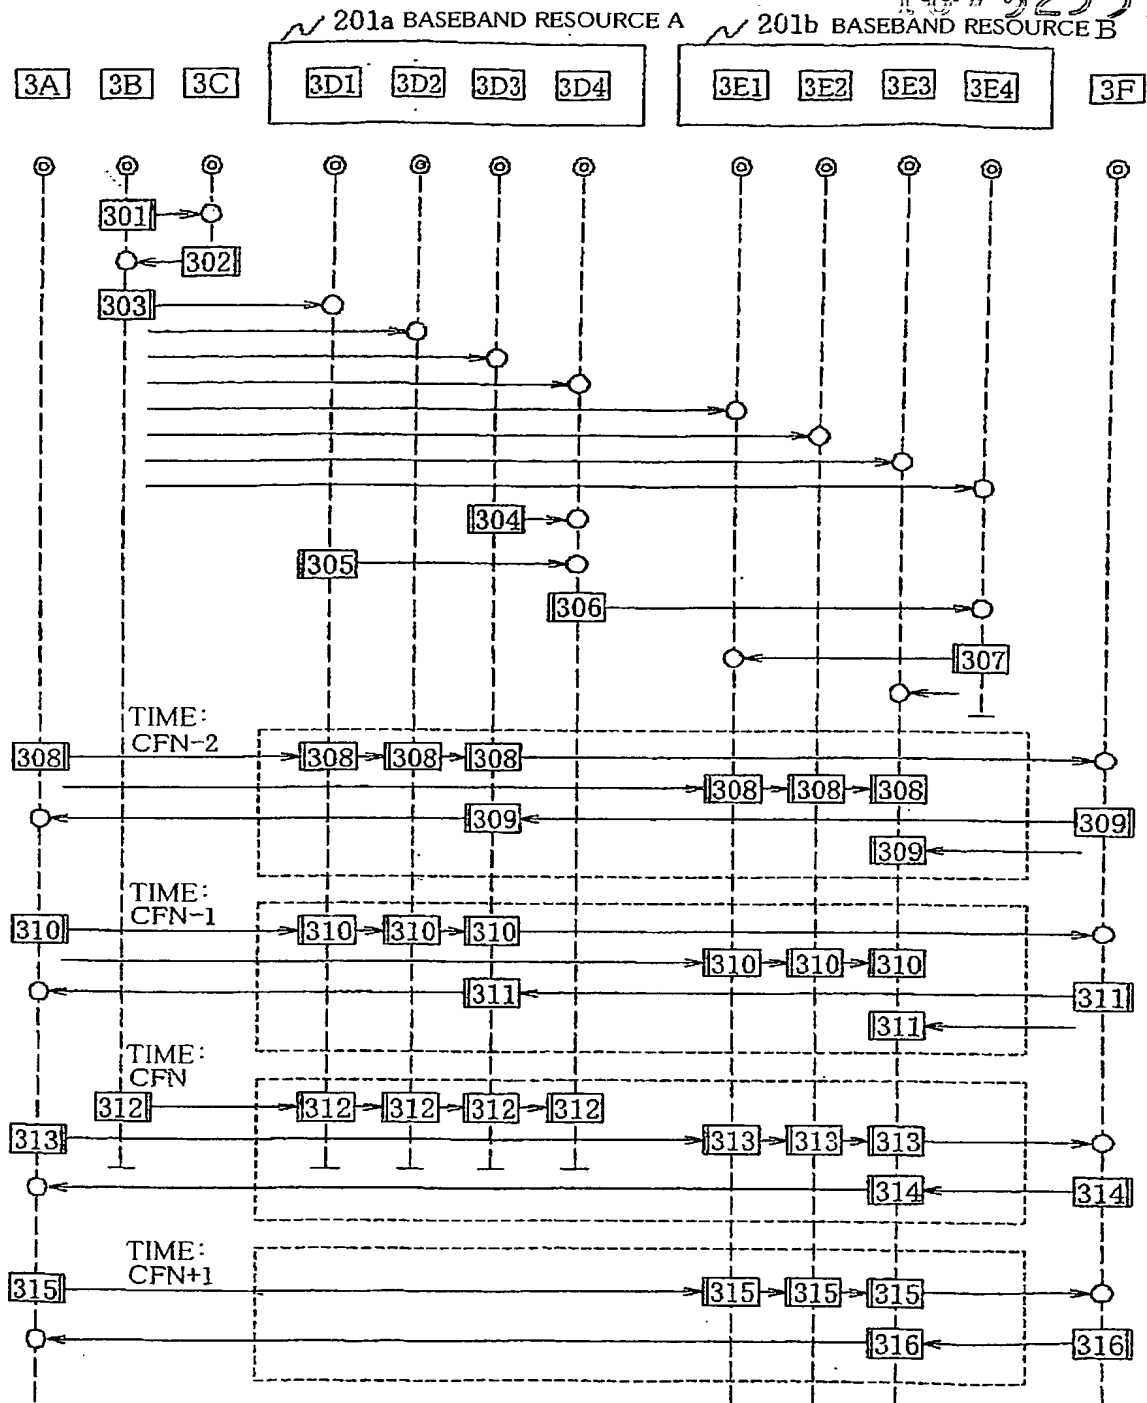 201a BASEBAND RESOURCE A
201b BASEBAND RESOURCE B
3A 3B 3C 3D1 3D2 3D3 3D4 3E1 3E2 3E3 3E4 3F
301
302
303
304
305
306
307
TIME:
CFN-2
308 308 308 308
308 308 308
309 309
309
TIME:
CFN-1
310 310 310 310
310 310 310
311 311
311
TIME:
CFN
312 312 312 312 312
313 313 313 313
314 314
TIME:
CFN+1
315 315 315 315
316 316